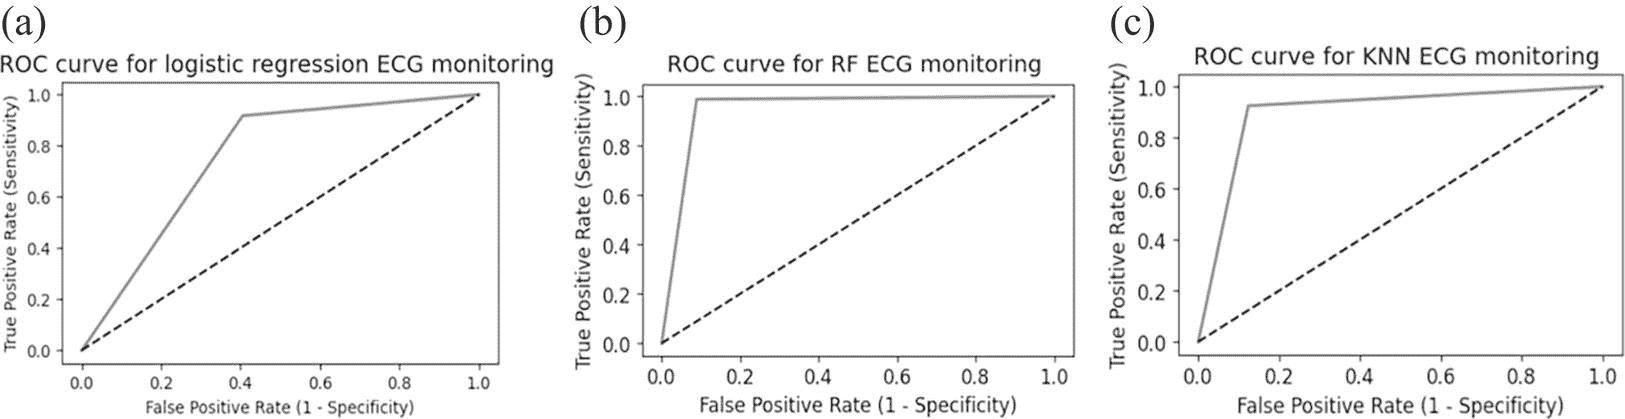 (a)
ROC curve for logistic regression ECG monitoring
True Positive Rate (Sensitivity)
1.0
0.8
0.6
0.4
0.2
0.0
0.0 0.2 0.4 0.6 0.8 1.0
False Positive Rate (1 - Specificity)
(b)
ROC curve for RF ECG monitoring
True Positive Rate (Sensitivity)
1.0
0.8
0.6
0.4
0.2
0.0
0.0 0.2 0.4 0.6 0.8 1.0
False Positive Rate (1 - Specificity)
(c)
ROC curve for KNN ECG monitoring
True Positive Rate (Sensitivity)
1.0
0.8
0.6
0.4
0.2
0.0
0.0 0.2 0.4 0.6 0.8 1.0
False Positive Rate (1 - Specificity)